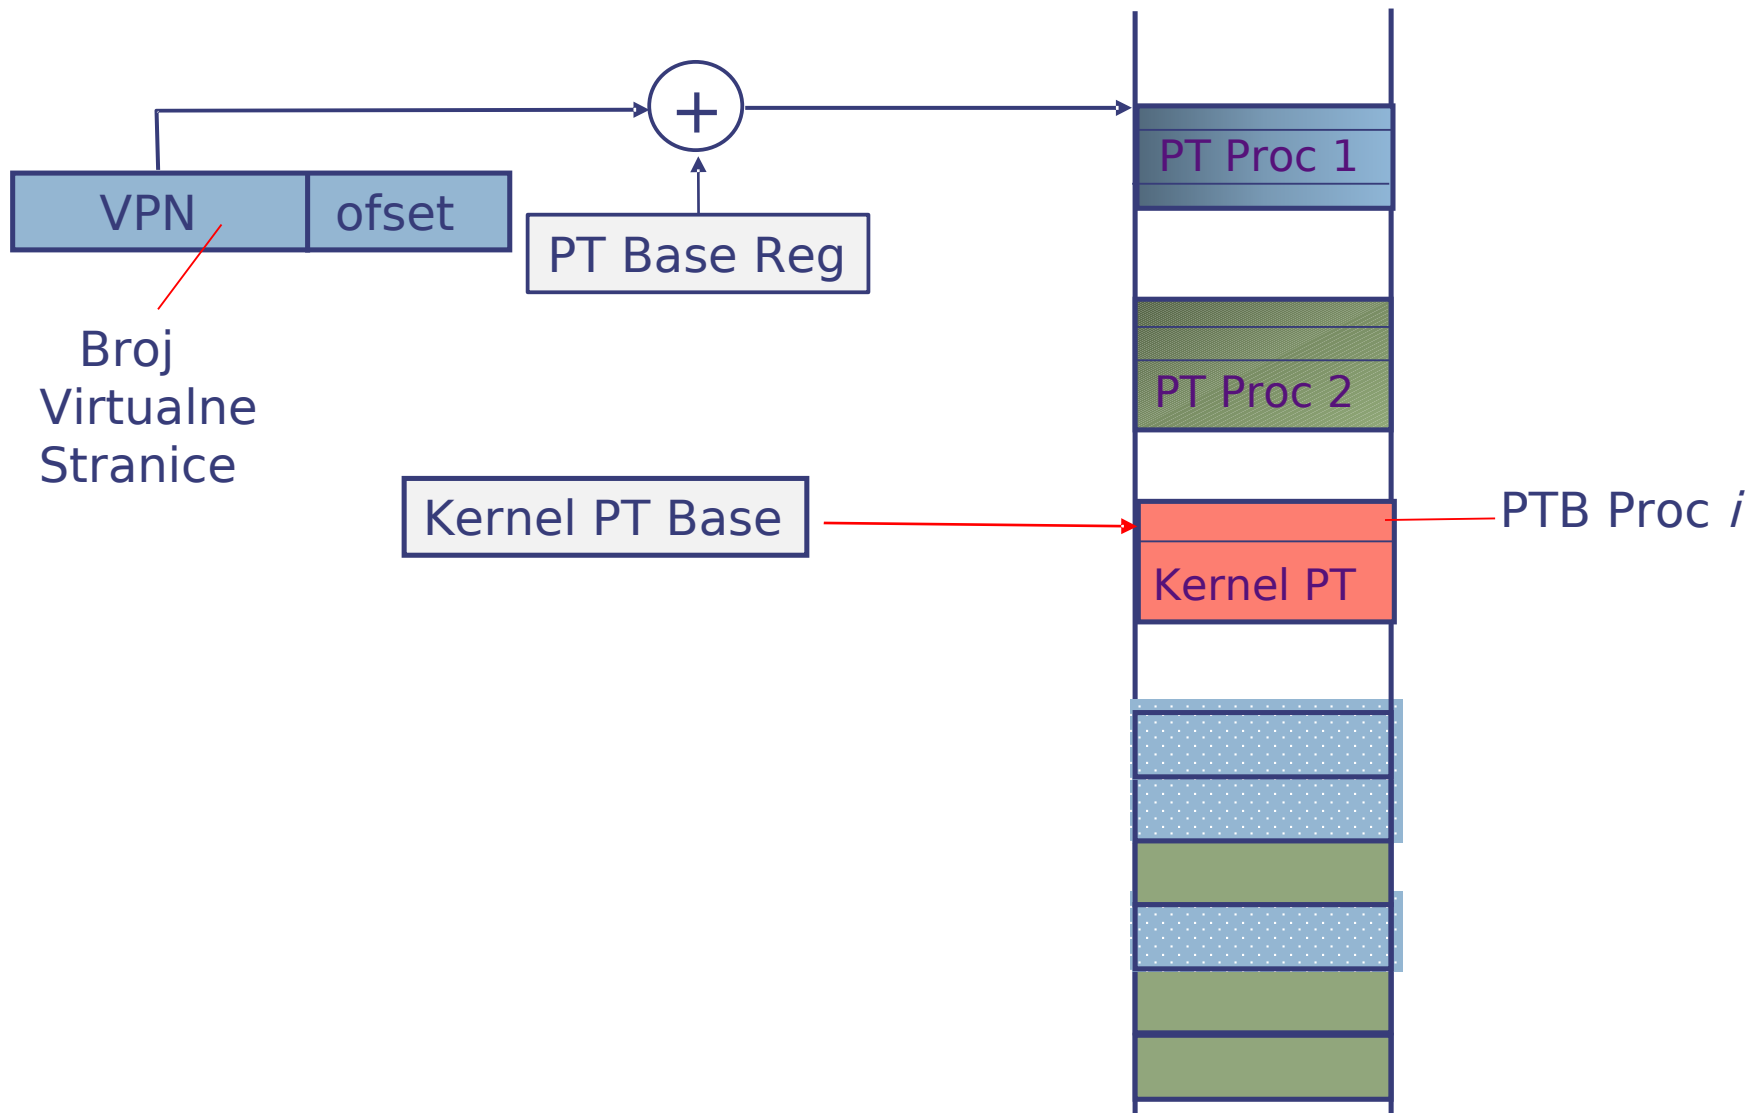 +
PT Proc 1
VPN
ofset
PT Base Reg
Broj
Virtualne
Stranice
PT Proc 2
Kernel PT Base
PTB Proc i
Kernel PT